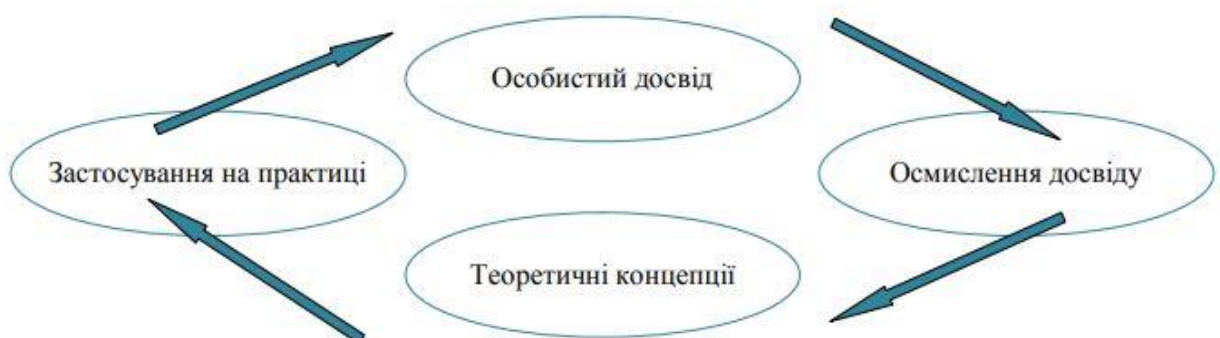 Особистий досвід
Застосування на практиці
Осмислення досвіду
Теоретичні концепції